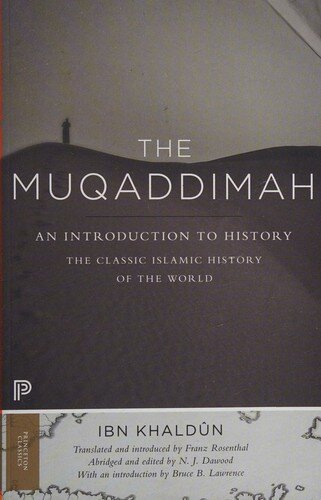 THE
MUQADDIMAH
AN INTRODUCTION TO HISTORY
THE CLASSIC ISLAMIC HISTORY
OF THE WORLD
P
PRINCETON
CLASSICS
IBN KHALDÛN
Translated and introduced by Franz Rosenthal
Abridged and edited by N. J. Dawood
With an introduction by Bruce B. Lawrence